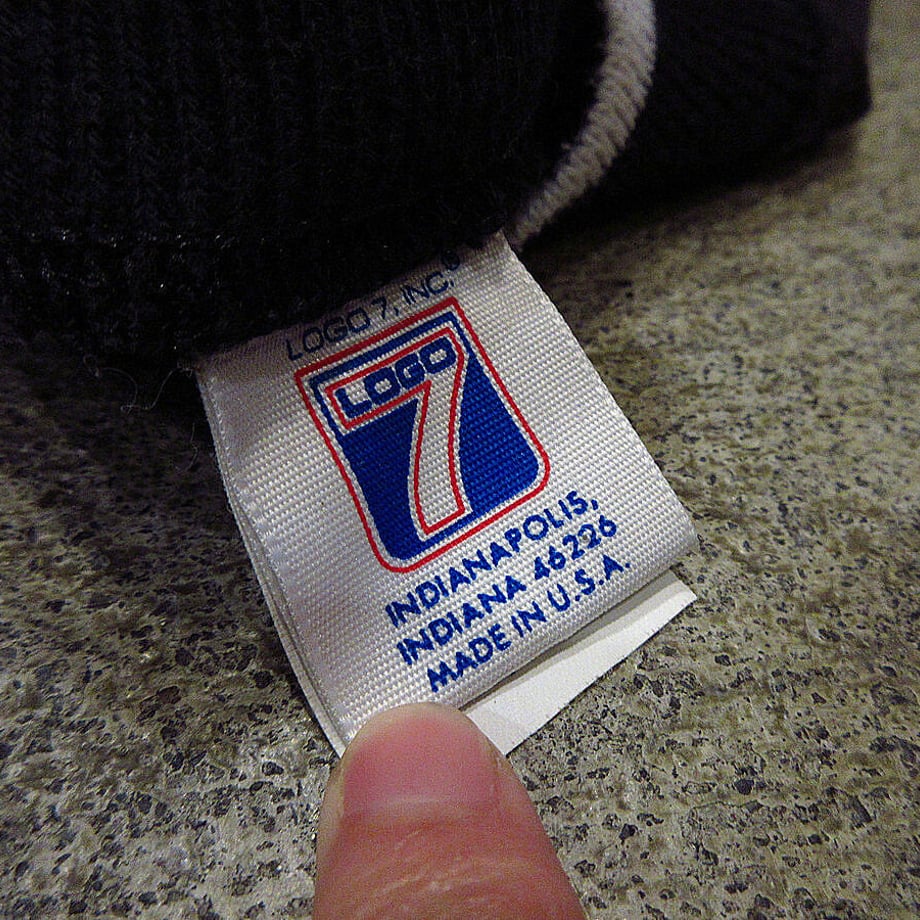 LOGO 7, INC.®
LOGO
7
INDIANAPOLIS,
INDIANA 46226
MADE IN U.S.A.